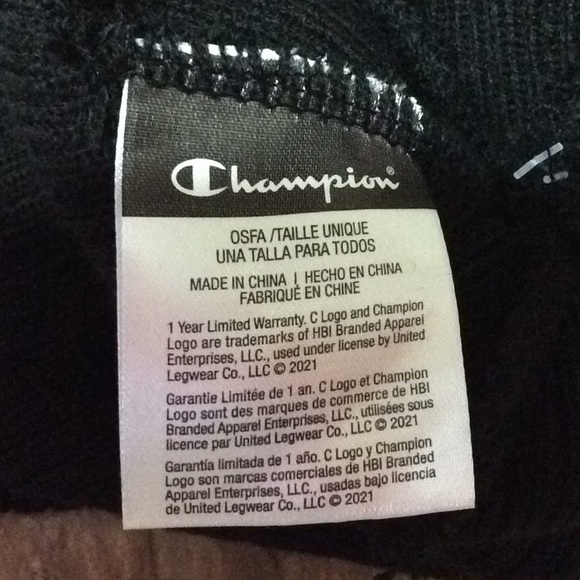 Champion®
OSFA /TAILLE UNIQUE
UNA TALLA PARA TODOS
MADE IN CHINA | HECHO EN CHINA
FABRIQUÉ EN CHINE
1 Year Limited Warranty. C Logo and Champion
Logo are trademarks of HBI Branded Apparel
Enterprises, LLC., used under license by United
Legwear Co., LLC © 2021
Garantie Limitée de 1 an. C Logo et Champion
Logo sont des marques de commerce de HBI
Branded Apparel Enterprises, LLC., utilisées sous
licence par United Legwear Co., LLC © 2021
Garantía limitada de 1 año. C Logo y Champion
Logo son marcas comerciales de HBI Branded
Apparel Enterprises, LLC., usadas bajo licencia
de United Legwear Co., LLC © 2021